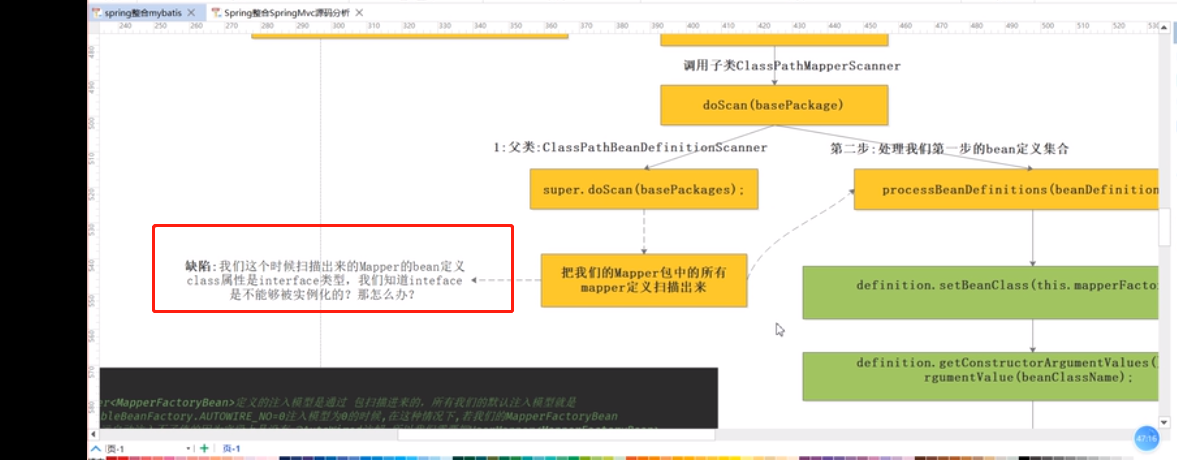 spring整合mybatis
Spring整合SpringMvc源码分析
240 250 260 270 280 290 300 310 320 330 340 350 360 370 380 390 400 410 420 430 440 450 460 470 480 490 500 510 520 530
调用子类ClassPathMapperScanner
doScan(basePackage)
1:父类:ClassPathBeanDefinitionScanner
第二步:处理我们第一步的bean定义集合
super.doScan(basePackages);
processBeanDefinitions(beanDefinition
缺陷:我们这个时候扫描出来的Mapper的bean定义
class属性是interface类型,我们知道inteface
是不能够被实例化的?那怎么办?
把我们的Mapper包中的所有
mapper定义扫描出来
definition.setBeanClass(this.mapperFacto
definition.getConstructorArgumentValues(
rgumentValue(beanClassName);
er<MapperFactoryBean>定义的注入模型是通过 包扫描进来的，所有我们的默认注入模型就是
bleBeanFactory.AUTOWIRE_NO=0注入模型为0的时候,在这种情况下,若我们的MapperFactoryBean
页-1
页-1
47:16